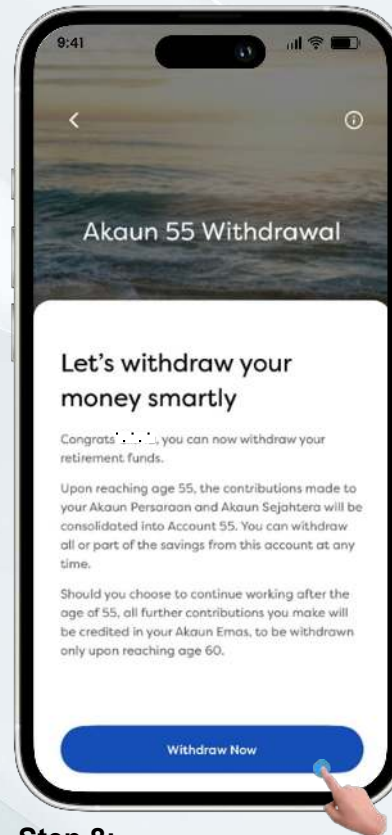 9:41
Akaun 55 Withdrawal
Let's withdraw your
money smartly
Congrats , you can now withdraw your
retirement funds.
Upon reaching age 55, the contributions made to
your Akaun Persaraan and Akaun Sejahtera will be
consolidated into Account 55. You can withdraw
all or part of the savings from this account at any
time.
Should you choose to continue working after the
age of 55, all further contributions you make will
be credited in your Akaun Emas, to be withdrawn
only upon reaching age 60.
Withdraw Now